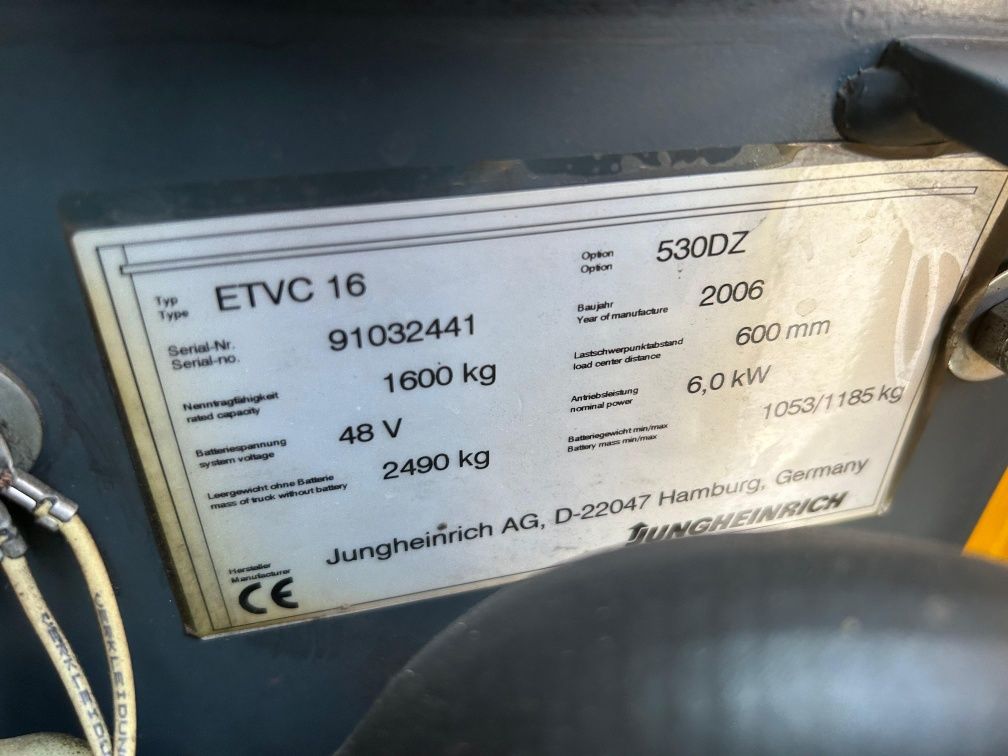 Typ
Type
ETVC 16
Option
Option
530DZ
Serial-Nr.
Serial-no.
91032441
Baujahr
Year of manufacture
2006
Nenntragfähigkeit
rated capacity
1600 kg
Lastschwerpunktabstand
load center distance
600 mm
Batteriespannung
system voltage
48 V
Antriebsleistung
nominal power
6,0 kW
Leergewicht ohne Batterie
mass of truck without battery
2490 kg
Batteriegewicht min/max
Battery mass min/max
1053/1185 kg
Hersteller
Manufacturer
Jungheinrich AG, D-22047 Hamburg, Germany
CE
JUNGHEINRICH
VERKLEIDUN
VERKLEIDU